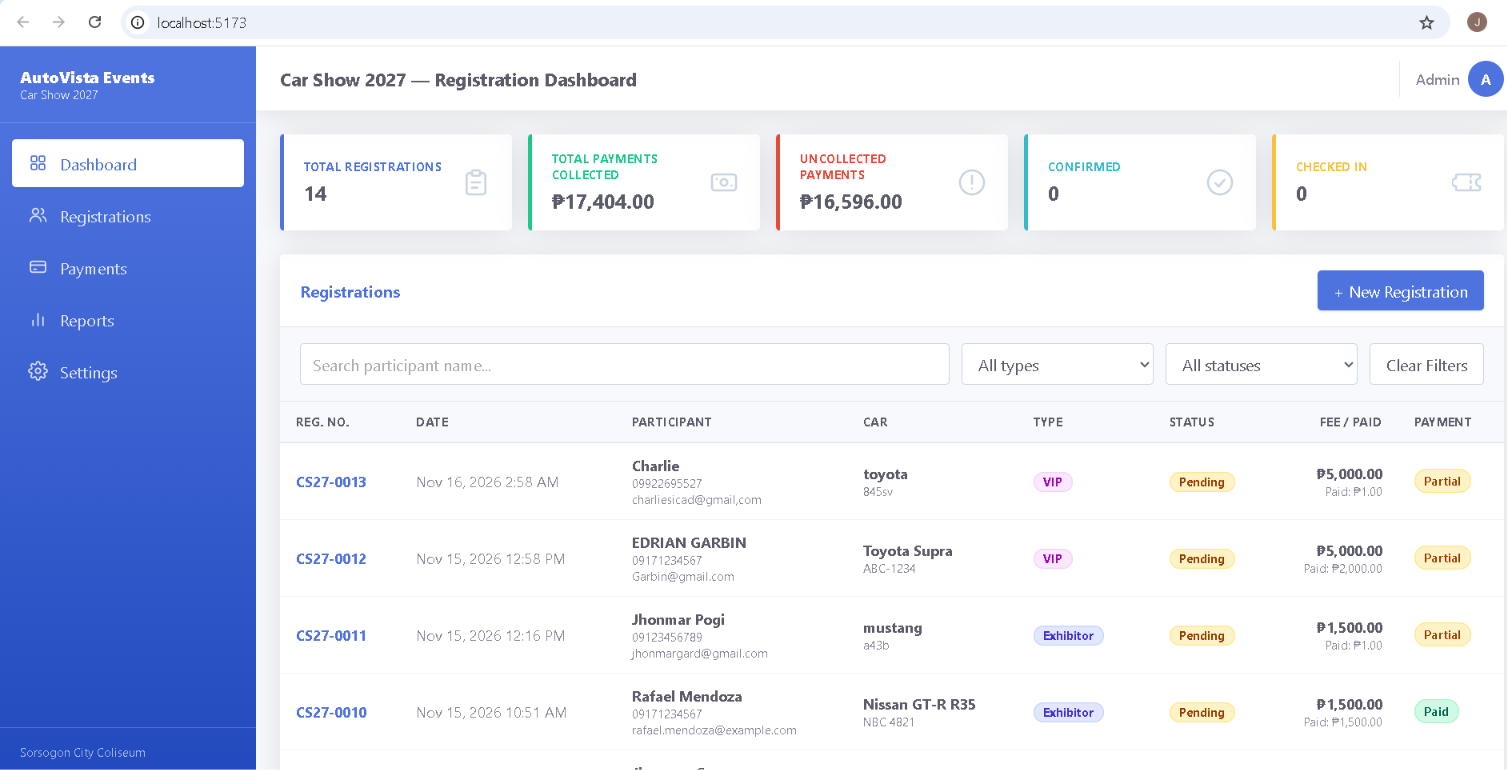 localhost:5173
J
AutoVista Events
Car Show 2027
Dashboard
Registrations
Payments
Reports
Settings
Sorsogon City Coliseum
Car Show 2027 — Registration Dashboard
Admin
A
TOTAL REGISTRATIONS
14
TOTAL PAYMENTS
COLLECTED
₱17,404.00
UNCOLLECTED
PAYMENTS
₱16,596.00
CONFIRMED
0
CHECKED IN
0
Registrations
+ New Registration
Search participant name...
All types
All statuses
Clear Filters
REG. NO. DATE PARTICIPANT CAR TYPE STATUS FEE / PAID PAYMENT
CS27-0013 Nov 16, 2026 2:58 AM
Charlie
09922695527
charliesicad@gmail,com
toyota
845sv
VIP
Pending
₱5,000.00
Paid: ₱1.00
Partial
CS27-0012 Nov 15, 2026 12:58 PM
EDRIAN GARBIN
09171234567
Garbin@gmail.com
Toyota Supra
ABC-1234
VIP
Pending
₱5,000.00
Paid: ₱2,000.00
Partial
CS27-0011 Nov 15, 2026 12:16 PM
Jhonmar Pogi
09123456789
jhonmargard@gmail.com
mustang
a43b
Exhibitor
Pending
₱1,500.00
Paid: ₱1.00
Partial
CS27-0010 Nov 15, 2026 10:51 AM
Rafael Mendoza
09171234567
rafael.mendoza@example.com
Nissan GT-R R35
NBC 4821
Exhibitor
Pending
₱1,500.00
Paid: ₱1,500.00
Paid